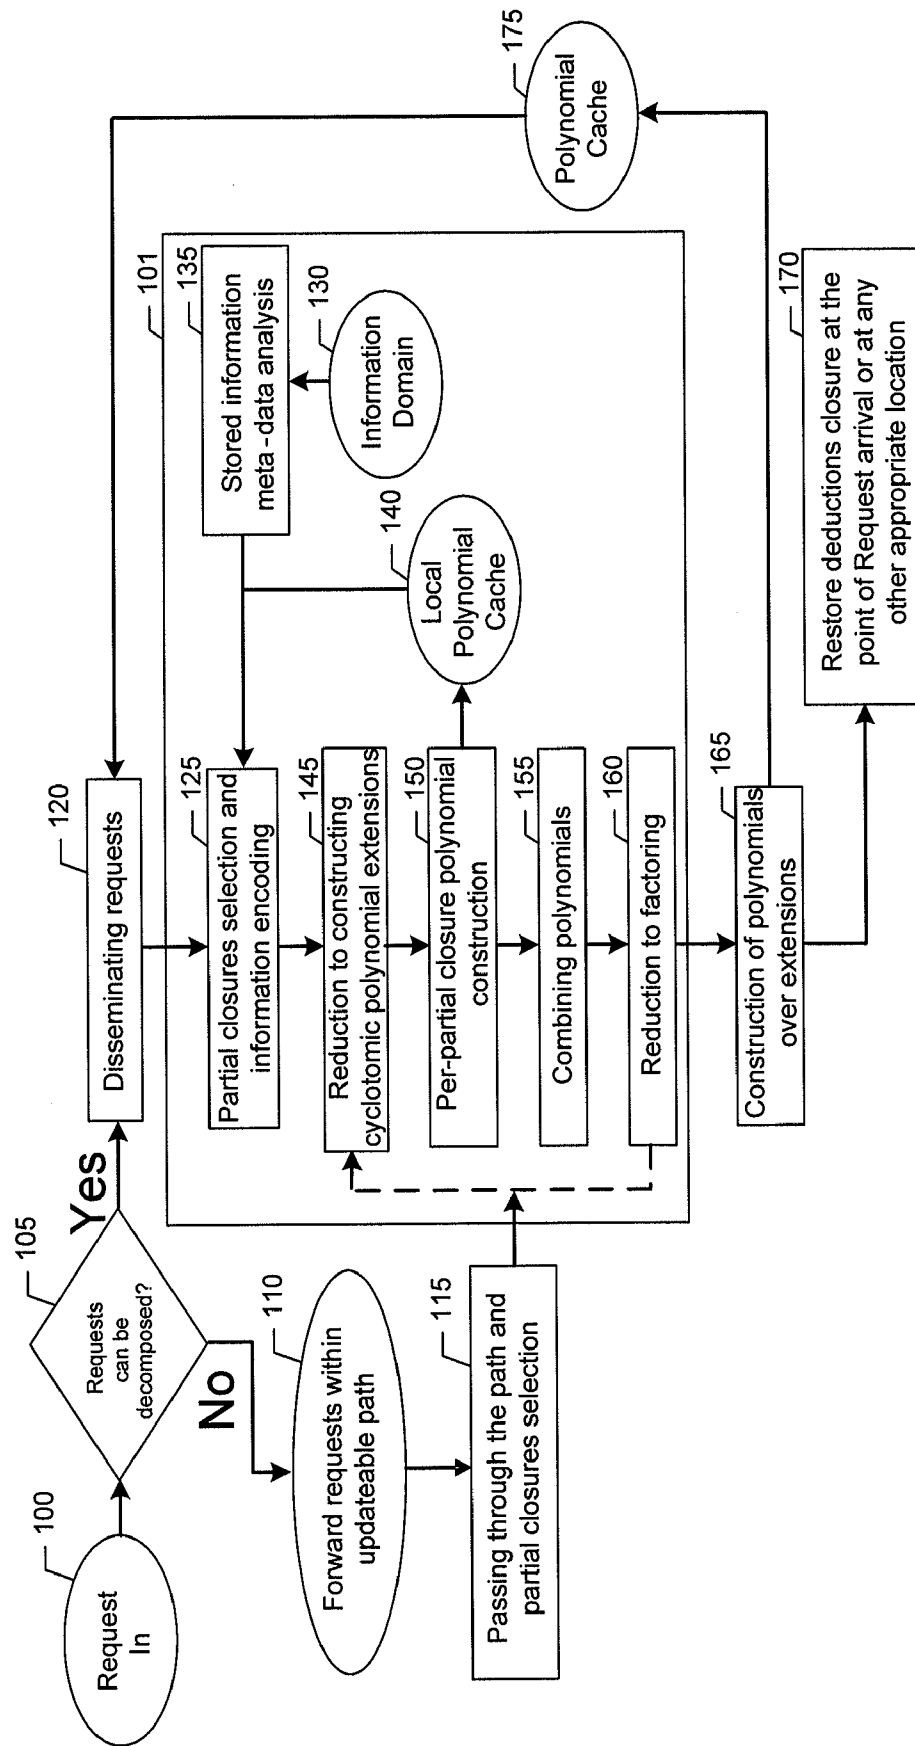 100
Request
In
105
Requests
can be
decomposed?
Yes
No
110
Forward requests within
updateable path
115
Passing through the path and
partial closures selection
120
Disseminating requests
101
125
Partial closures selection and
information encoding
135
Stored information
meta-data analysis
130
Information
Domain
140
Local
Polynomial
Cache
145
Reduction to constructing
cyclotomic polynomial extensions
150
Per-partial closure polynomial
construction
155
Combining polynomials
160
Reduction to factoring
165
Construction of polynomials
over extensions
170
Restore deductions closure at the
point of Request arrival or at any
other appropriate location
175
Polynomial
Cache